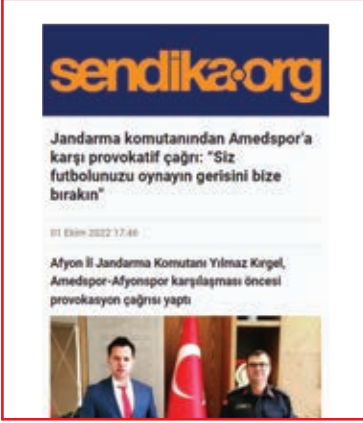 sendika.org
Jandarma komutanından Amedspor'a
karşı provokatif çağrı: "Siz
futbolunuzu oynayın gerisini bize
bırakın"
01 Ekim 2022 17:46
Afyon İl Jandarma Komutanı Yılmaz Kırgel,
Amedspor-Afyonspor karşılaşması öncesi
provokasyon çağrısı yaptı